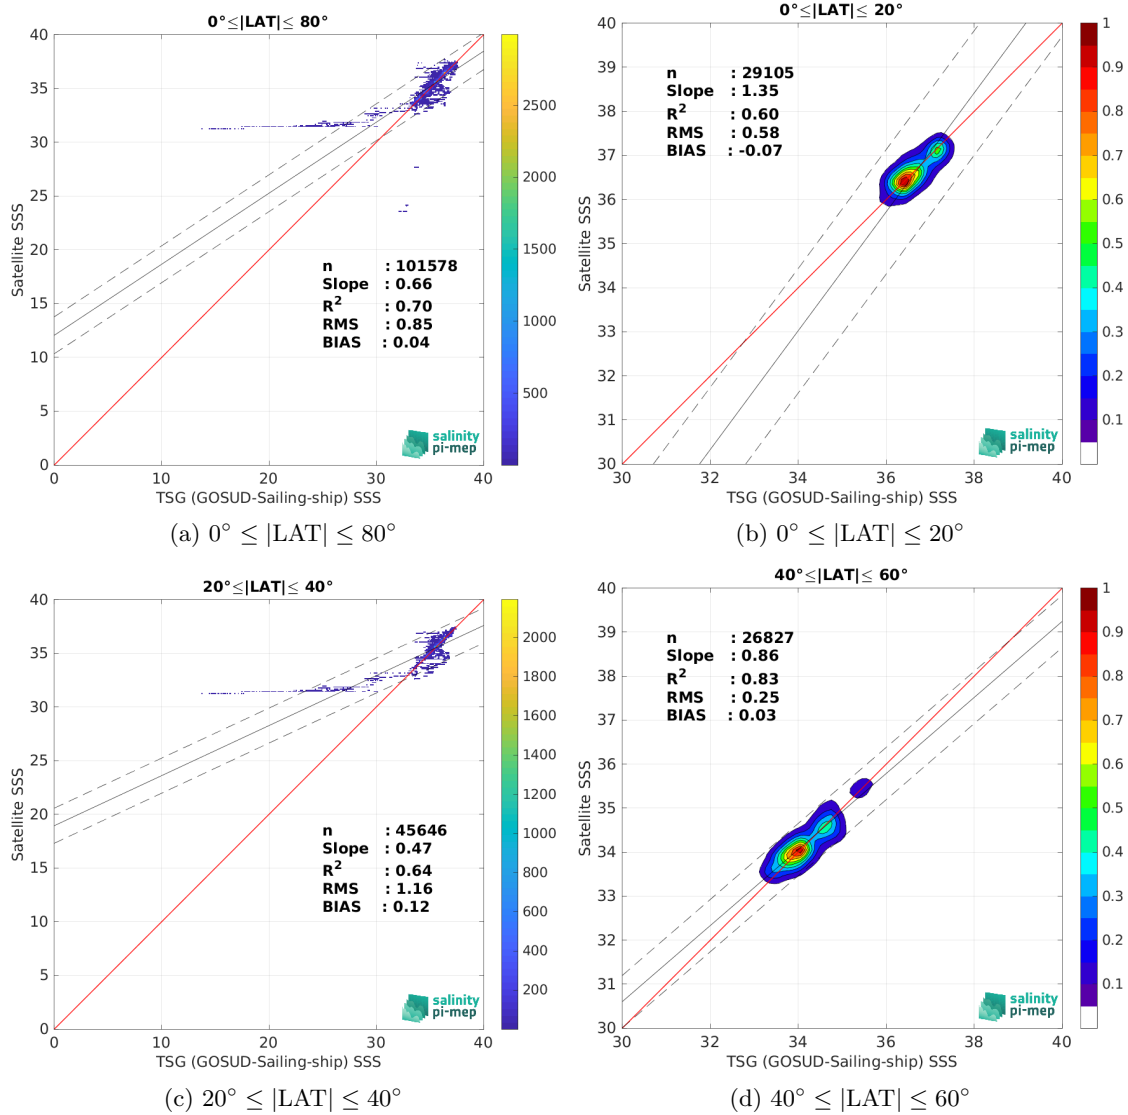 0°≤|LAT|≤ 80°
40
35
30
25
20
15
10
5
0
Satellite SSS
n : 101578
Slope : 0.66
R² : 0.70
RMS : 0.85
BIAS : 0.04
salinity
pi-mep
0 10 20 30 40
TSG (GOSUD-Sailing-ship) SSS
2500
2000
1500
1000
500
(a) 0° ≤ |LAT| ≤ 80°
0°≤|LAT|≤ 20°
40
39
38
37
36
35
34
33
32
31
30
Satellite SSS
n : 29105
Slope : 1.35
R² : 0.60
RMS : 0.58
BIAS : -0.07
salinity
pi-mep
30 32 34 36 38 40
TSG (GOSUD-Sailing-ship) SSS
1
0.9
0.8
0.7
0.6
0.5
0.4
0.3
0.2
0.1
(b) 0° ≤ |LAT| ≤ 20°
20°≤|LAT|≤ 40°
40
35
30
25
20
15
10
5
0
Satellite SSS
n : 45646
Slope : 0.47
R² : 0.64
RMS : 1.16
BIAS : 0.12
salinity
pi-mep
0 10 20 30 40
TSG (GOSUD-Sailing-ship) SSS
2000
1800
1600
1400
1200
1000
800
600
400
200
(c) 20° ≤ |LAT| ≤ 40°
40°≤|LAT|≤ 60°
40
39
38
37
36
35
34
33
32
31
30
Satellite SSS
n : 26827
Slope : 0.86
R² : 0.83
RMS : 0.25
BIAS : 0.03
salinity
pi-mep
30 32 34 36 38 40
TSG (GOSUD-Sailing-ship) SSS
1
0.9
0.8
0.7
0.6
0.5
0.4
0.3
0.2
0.1
(d) 40° ≤ |LAT| ≤ 60°